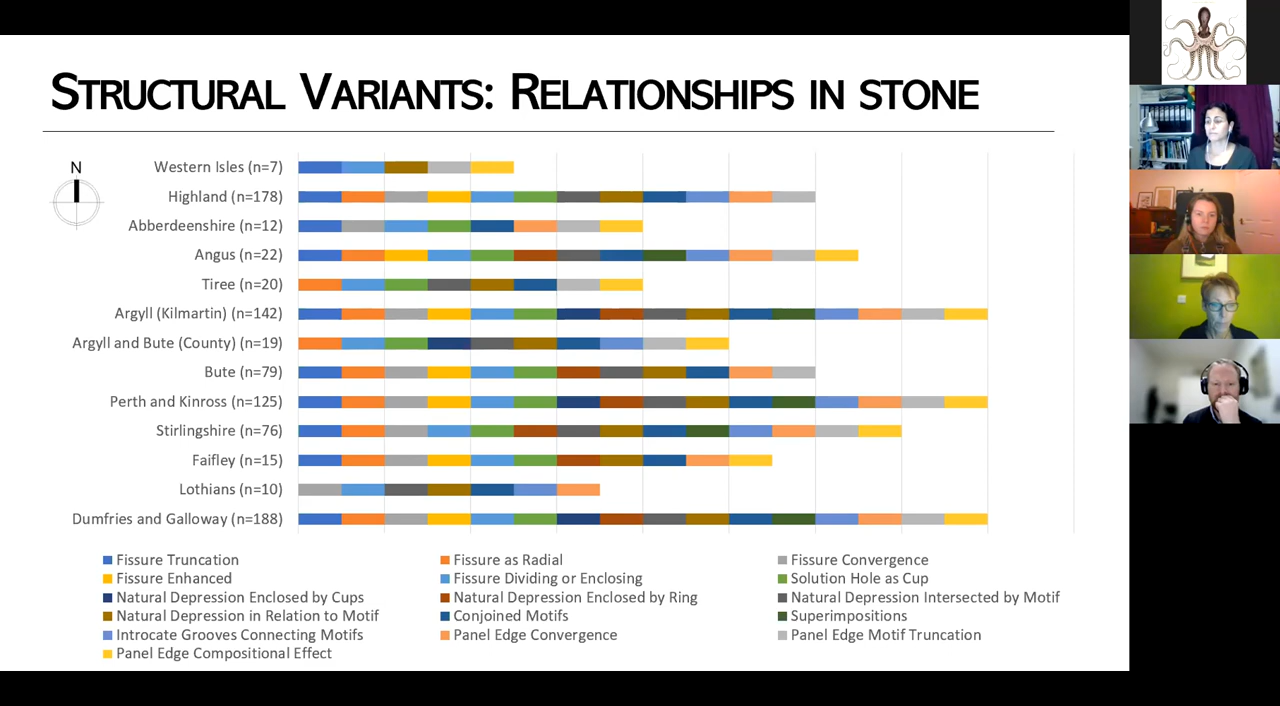 STRUCTURAL VARIANTS: RELATIONSHIPS IN STONE
N
Western Isles (n=7)
Highland (n=178)
Abberdeenshire (n=12)
Angus (n=22)
Tiree (n=20)
Argyll (Kilmartin) (n=142)
Argyll and Bute (County) (n=19)
Bute (n=79)
Perth and Kinross (n=125)
Stirlingshire (n=76)
Faifley (n=15)
Lothians (n=10)
Dumfries and Galloway (n=188)
Fissure Truncation Fissure as Radial Fissure Convergence
Fissure Enhanced Fissure Dividing or Enclosing Solution Hole as Cup
Natural Depression Enclosed by Cups Natural Depression Enclosed by Ring Natural Depression Intersected by Motif
Natural Depression in Relation to Motif Conjoined Motifs Superimpositions
Introcate Grooves Connecting Motifs Panel Edge Convergence Panel Edge Motif Truncation
Panel Edge Compositional Effect